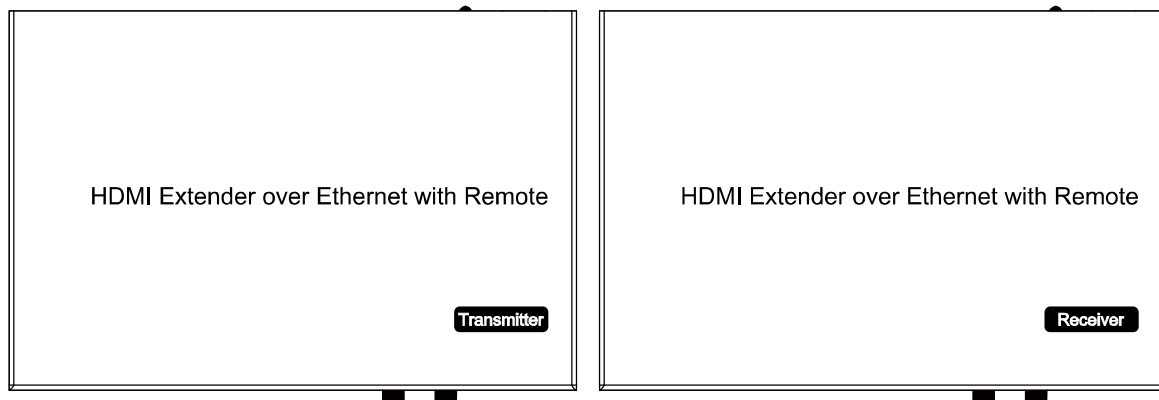 HDMI Extender over Ethernet with Remote
Transmitter
HDMI Extender over Ethernet with Remote
Receiver